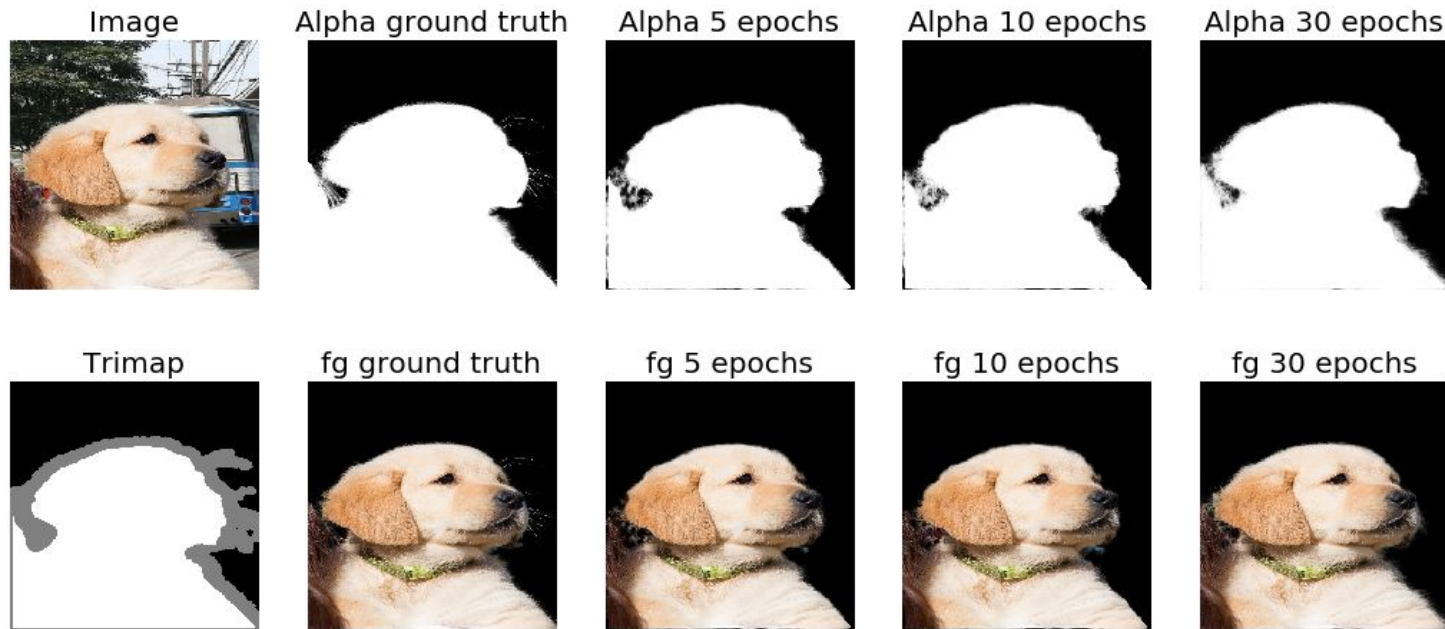 Image
Alpha ground truth
Alpha 5 epochs
Alpha 10 epochs
Alpha 30 epochs
Trimap
fg ground truth
fg 5 epochs
fg 10 epochs
fg 30 epochs